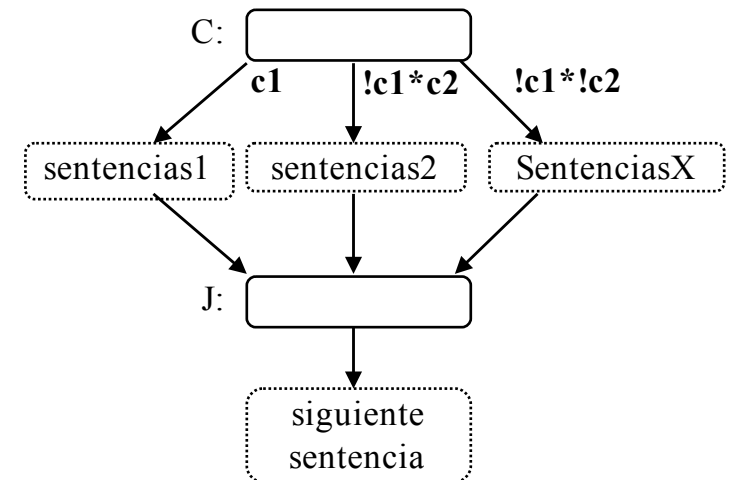 C:
c1 !c1*c2 !c1*!c2
sentencias1 sentencias2 SentenciasX
J:
siguiente
sentencia